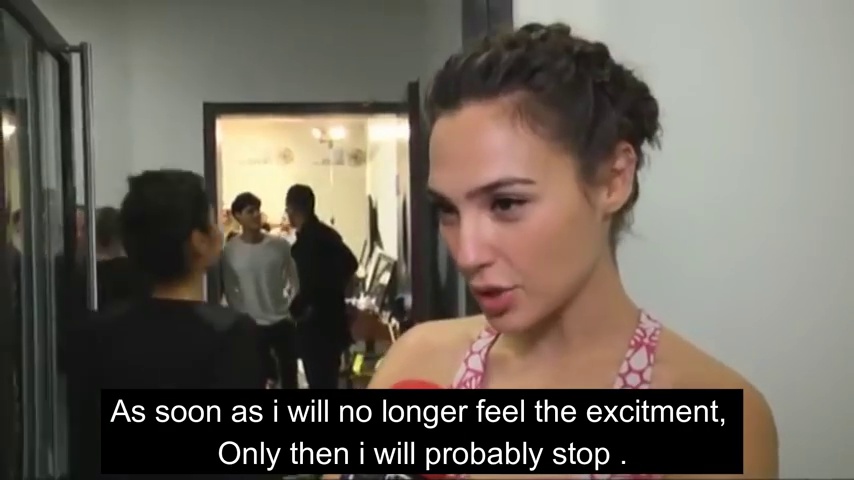 As soon as i will no longer feel the excitment,
Only then i will probably stop .